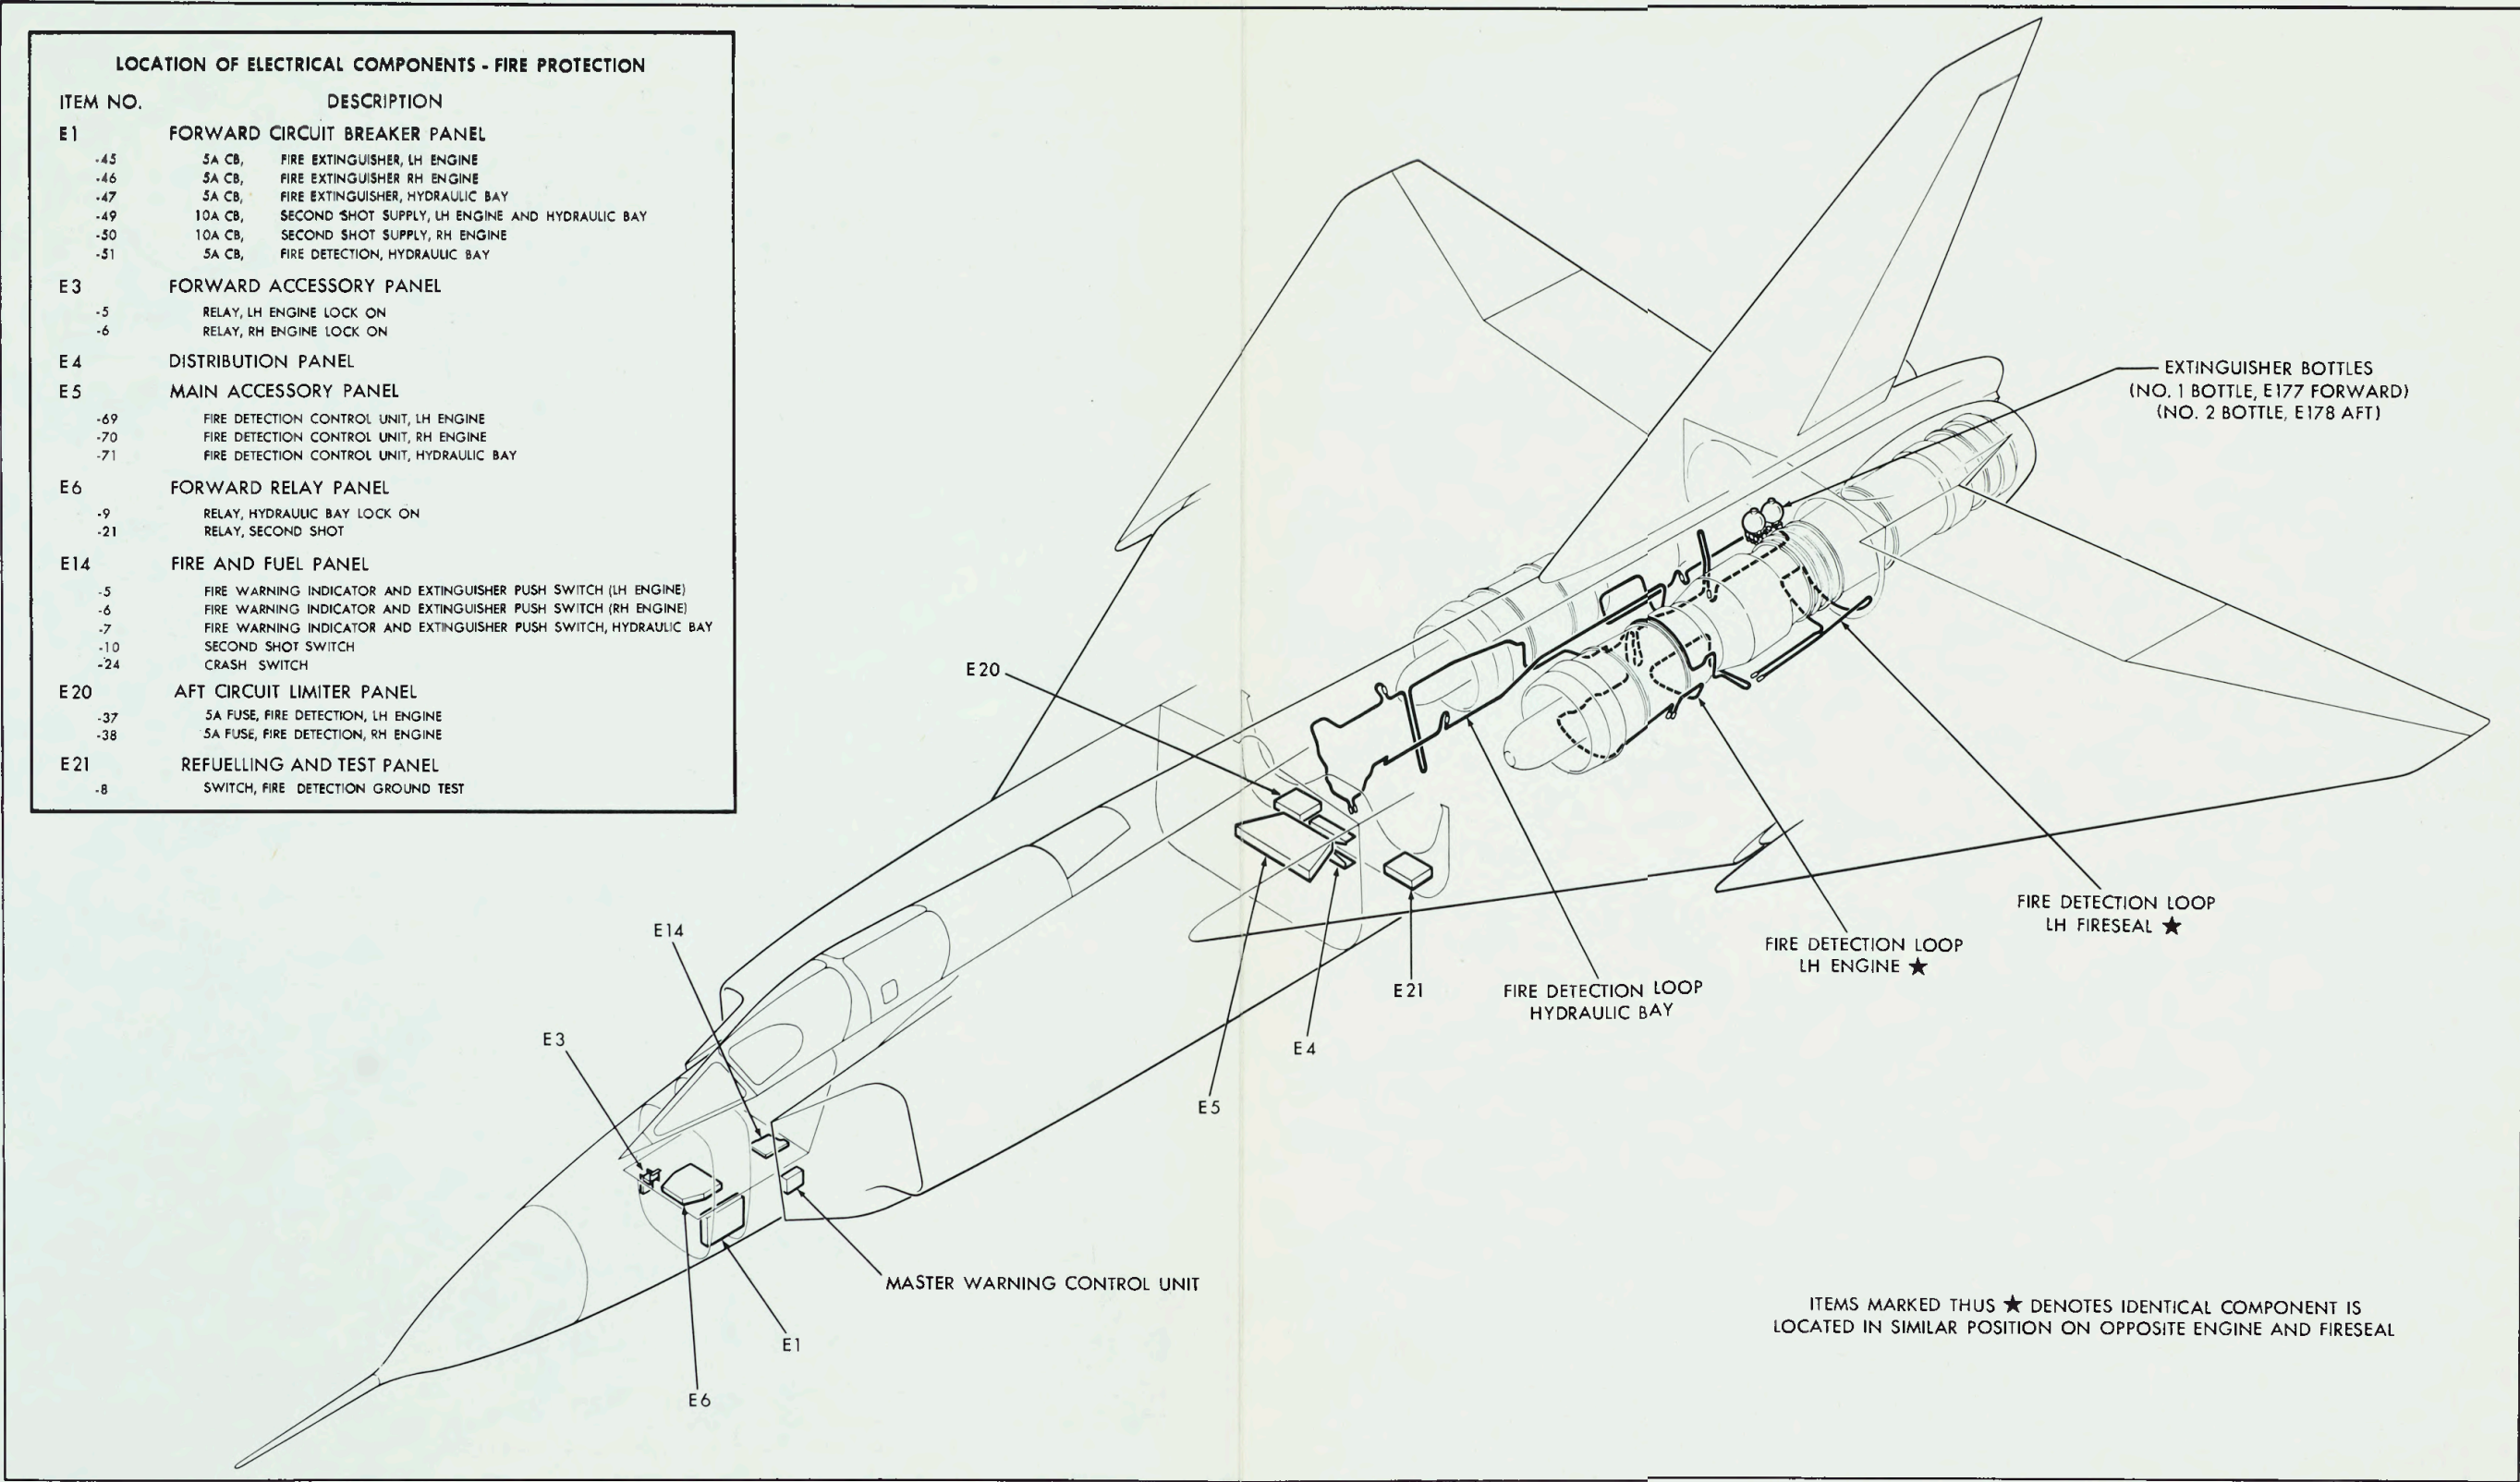 LOCATION OF ELECTRICAL COMPONENTS - FIRE PROTECTION
ITEM NO. DESCRIPTION
E1 FORWARD CIRCUIT BREAKER PANEL
-45 5A CB, FIRE EXTINGUISHER, LH ENGINE
-46 5A CB, FIRE EXTINGUISHER RH ENGINE
-47 5A CB, FIRE EXTINGUISHER, HYDRAULIC BAY
-49 10A CB, SECOND SHOT SUPPLY, LH ENGINE AND HYDRAULIC BAY
-50 10A CB, SECOND SHOT SUPPLY, RH ENGINE
-51 5A CB, FIRE DETECTION, HYDRAULIC BAY
E3 FORWARD ACCESSORY PANEL
-5 RELAY, LH ENGINE LOCK ON
-6 RELAY, RH ENGINE LOCK ON
E4 DISTRIBUTION PANEL
E5 MAIN ACCESSORY PANEL
-69 FIRE DETECTION CONTROL UNIT, LH ENGINE
-70 FIRE DETECTION CONTROL UNIT, RH ENGINE
-71 FIRE DETECTION CONTROL UNIT, HYDRAULIC BAY
E6 FORWARD RELAY PANEL
-9 RELAY, HYDRAULIC BAY LOCK ON
-21 RELAY, SECOND SHOT
E14 FIRE AND FUEL PANEL
-5 FIRE WARNING INDICATOR AND EXTINGUISHER PUSH SWITCH (LH ENGINE)
-6 FIRE WARNING INDICATOR AND EXTINGUISHER PUSH SWITCH (RH ENGINE)
-7 FIRE WARNING INDICATOR AND EXTINGUISHER PUSH SWITCH, HYDRAULIC BAY
-10 SECOND SHOT SWITCH
-24 CRASH SWITCH
E20 AFT CIRCUIT LIMITER PANEL
-37 5A FUSE, FIRE DETECTION, LH ENGINE
-38 5A FUSE, FIRE DETECTION, RH ENGINE
E21 REFUELLING AND TEST PANEL
-8 SWITCH, FIRE DETECTION GROUND TEST
EXTINGUISHER BOTTLES
(NO. 1 BOTTLE, E177 FORWARD)
(NO. 2 BOTTLE, E178 AFT)
E20
FIRE DETECTION LOOP
LH FIRESEAL ★
E14
FIRE DETECTION LOOP
LH ENGINE ★
E21
FIRE DETECTION LOOP
HYDRAULIC BAY
E3
E4
E5
MASTER WARNING CONTROL UNIT
E1
E6
ITEMS MARKED THUS ★ DENOTES IDENTICAL COMPONENT IS
LOCATED IN SIMILAR POSITION ON OPPOSITE ENGINE AND FIRESEAL